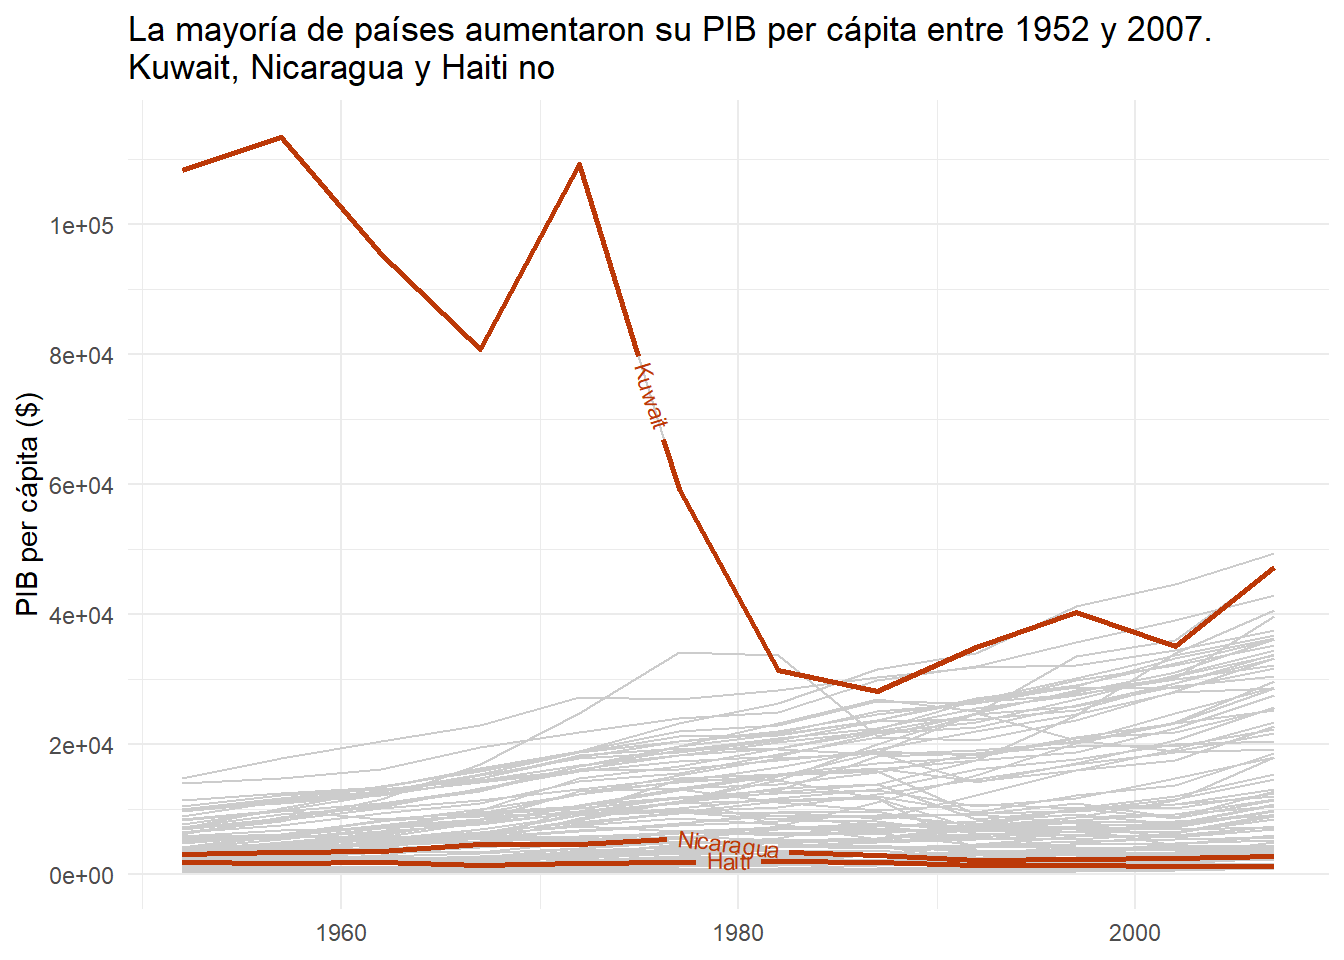 La mayoría de países aumentaron su PIB per cápita entre 1952 y 2007.
Kuwait, Nicaragua y Haiti no
PIB per cápita ($)
1e+05
8e+04
6e+04
4e+04
2e+04
0e+00
Kuwait
Nicaragua
Haiti
1960
1980
2000